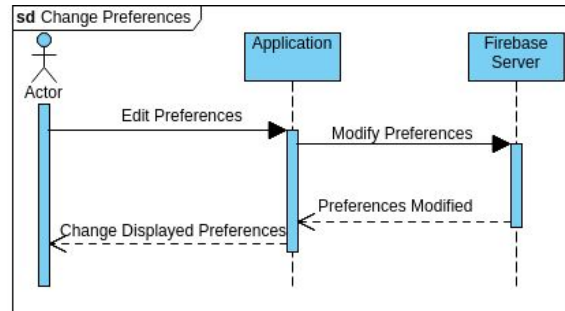 sd Change Preferences
Actor
Application
Firebase
Server
Edit Preferences
Modify Preferences
Preferences Modified
Change Displayed Preferences